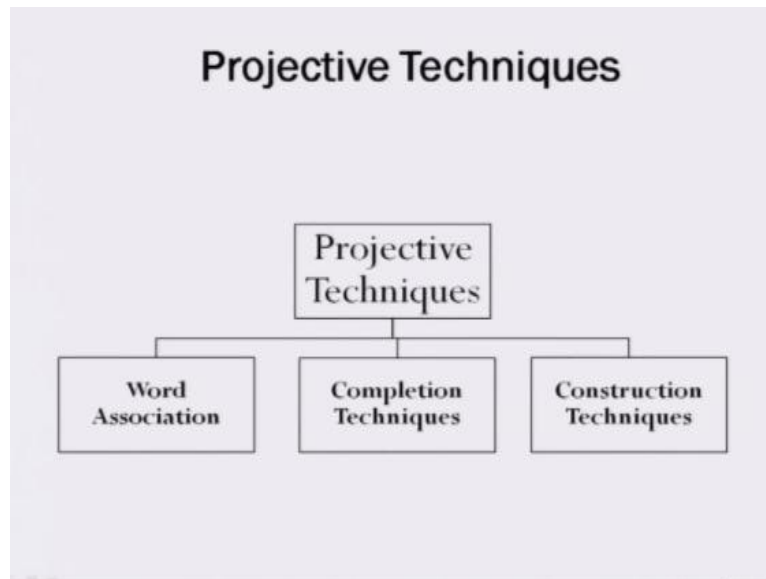 Projective Techniques
Projective
Techniques
Word
Association
Completion
Techniques
Construction
Techniques